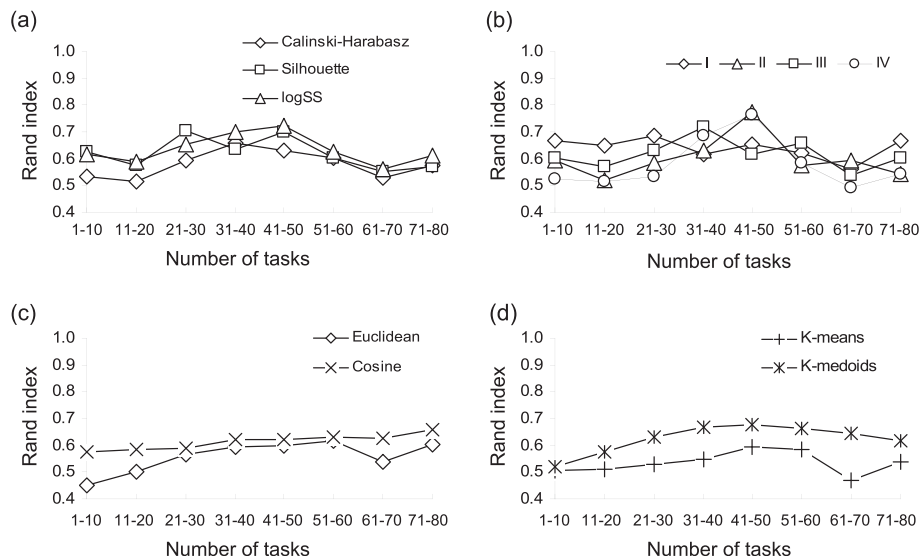 (a)
Calinski-Harabasz
Silhouette
logSS
Rand index
1.0
0.9
0.8
0.7
0.6
0.5
0.4
1-10 11-20 21-30 31-40 41-50 51-60 61-70 71-80
Number of tasks
(b)
I II III IV
Rand index
1.0
0.9
0.8
0.7
0.6
0.5
0.4
1-10 11-20 21-30 31-40 41-50 51-60 61-70 71-80
Number of tasks
(c)
Euclidean
Cosine
Rand index
1.0
0.9
0.8
0.7
0.6
0.5
0.4
1-10 11-20 21-30 31-40 41-50 51-60 61-70 71-80
Number of tasks
(d)
K-means
K-medoids
Rand index
1.0
0.9
0.8
0.7
0.6
0.5
0.4
1-10 11-20 21-30 31-40 41-50 51-60 61-70 71-80
Number of tasks